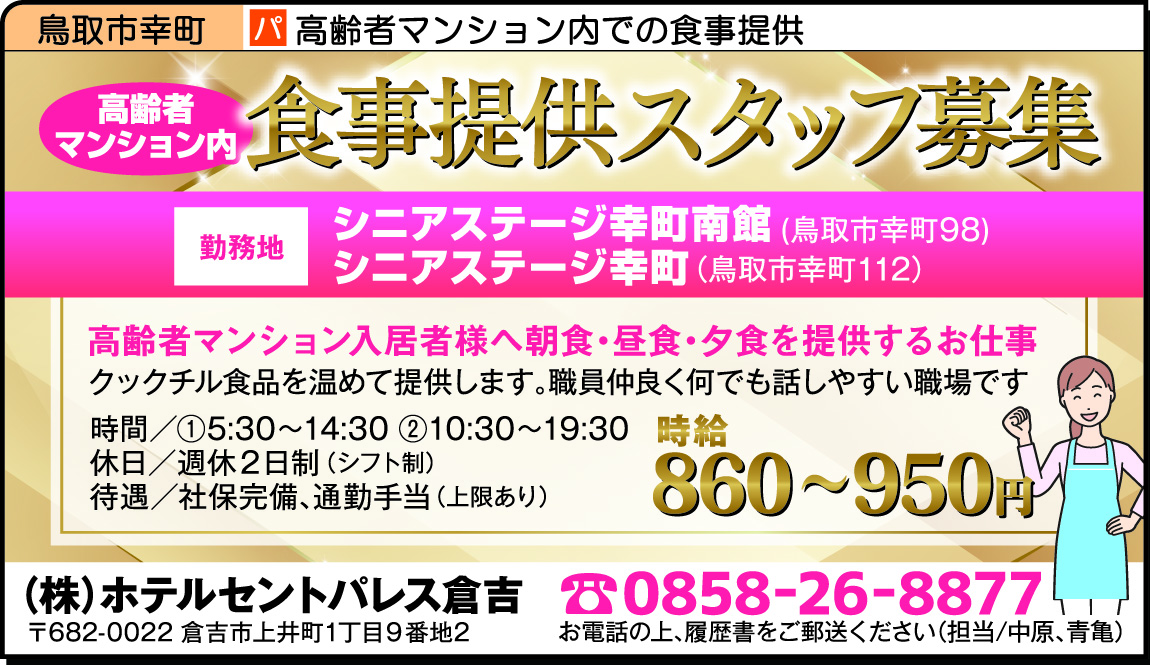 鳥取市幸町 パ 高齢者マンション内での食事提供
高齢者
マンション内
食事提供スタッフ募集
勤務地
シニアステージ幸町南館(鳥取市幸町98)
シニアステージ幸町(鳥取市幸町112)
高齢者マンション入居者様へ朝食・昼食・夕食を提供するお仕事
クックチル食品を温めて提供します。職員仲良く何でも話しやすい職場です
時間／①5:30〜14:30 ②10:30〜19:30
休日／週休2日制(シフト制)
待遇／社保完備、通勤手当(上限あり)
時給
860〜950円
(株)ホテルセントパレス倉吉
〒682-0022 倉吉市上井町1丁目9番地2
☎0858-26-8877
お電話の上、履歴書をご郵送ください(担当/中原、青亀)